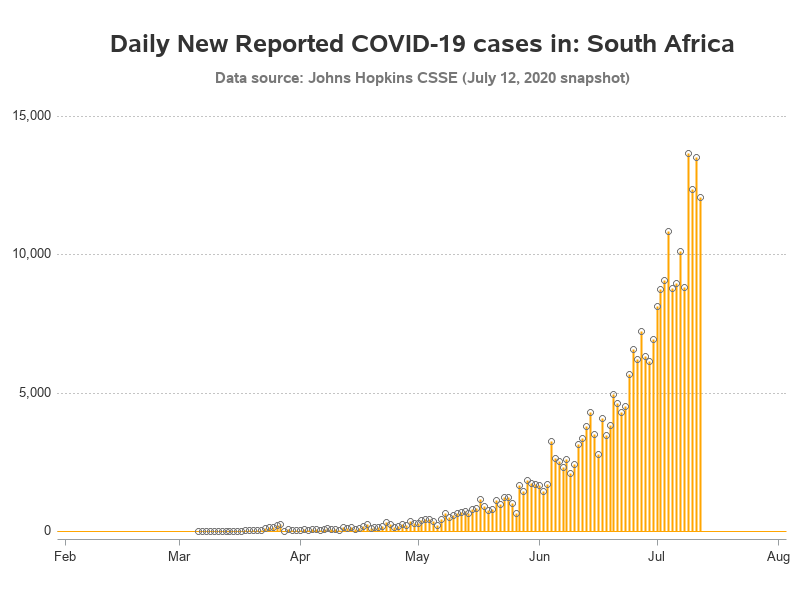 Daily New Reported COVID-19 cases in: South Africa
Data source: Johns Hopkins CSSE (July 12, 2020 snapshot)
15,000
10,000
5,000
0
Feb Mar Apr May Jun Jul Aug